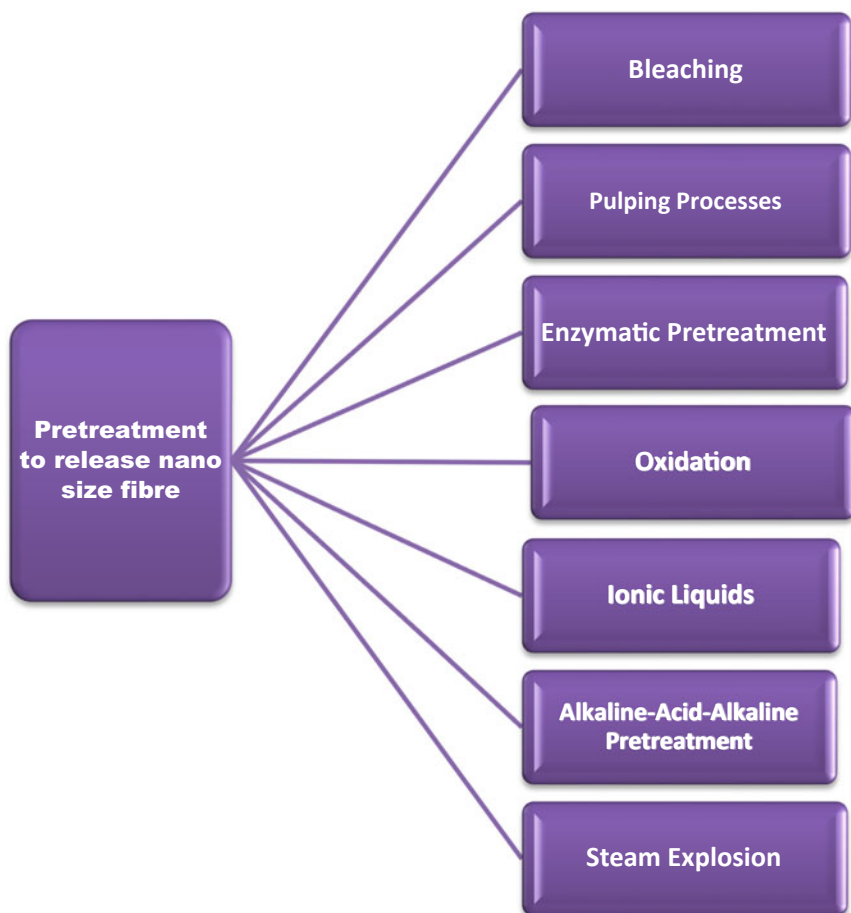 Bleaching
Pulping Processes
Enzymatic Pretreatment
Pretreatment
to release nano
size fibre
Oxidation
Ionic Liquids
Alkaline-Acid-Alkaline
Pretreatment
Steam Explosion